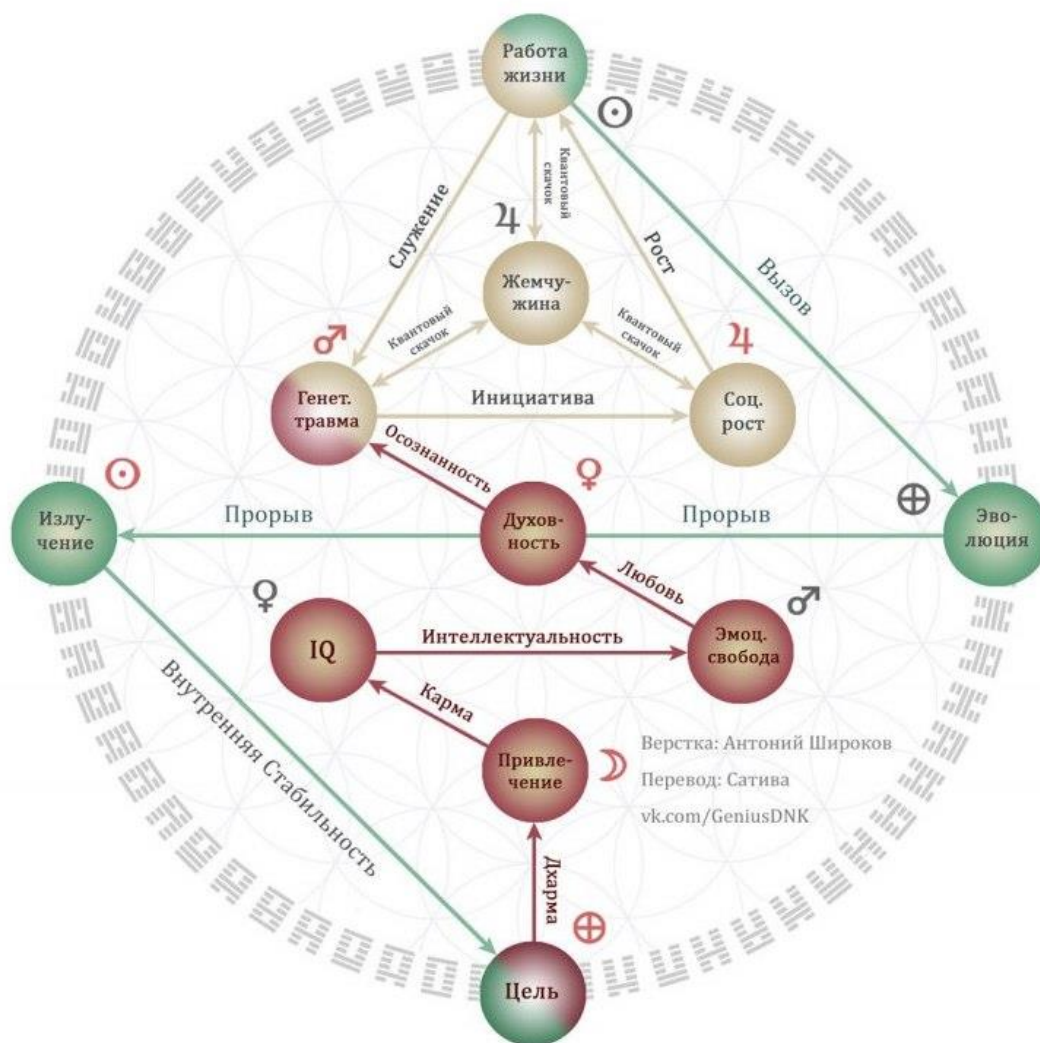 Работа
жизни
Квантовый
скачок
Служение
Рост
Вызов
Жемчу-
жина
Квантовый
скачок
Квантовый
скачок
Генет.
травма
Инициатива
Соц.
рост
Осознанность
Излу-
чение
Прорыв
Духов-
ность
Прорыв
Эво-
люция
Любовь
IQ
Интеллектуальность
Эмоц.
свобода
Карма
Внутренняя Стабильность
Привле-
чение
Верстка: Антоний Широков
Перевод: Сатива
vk.com/GeniusDNK
Дхарма
Цель